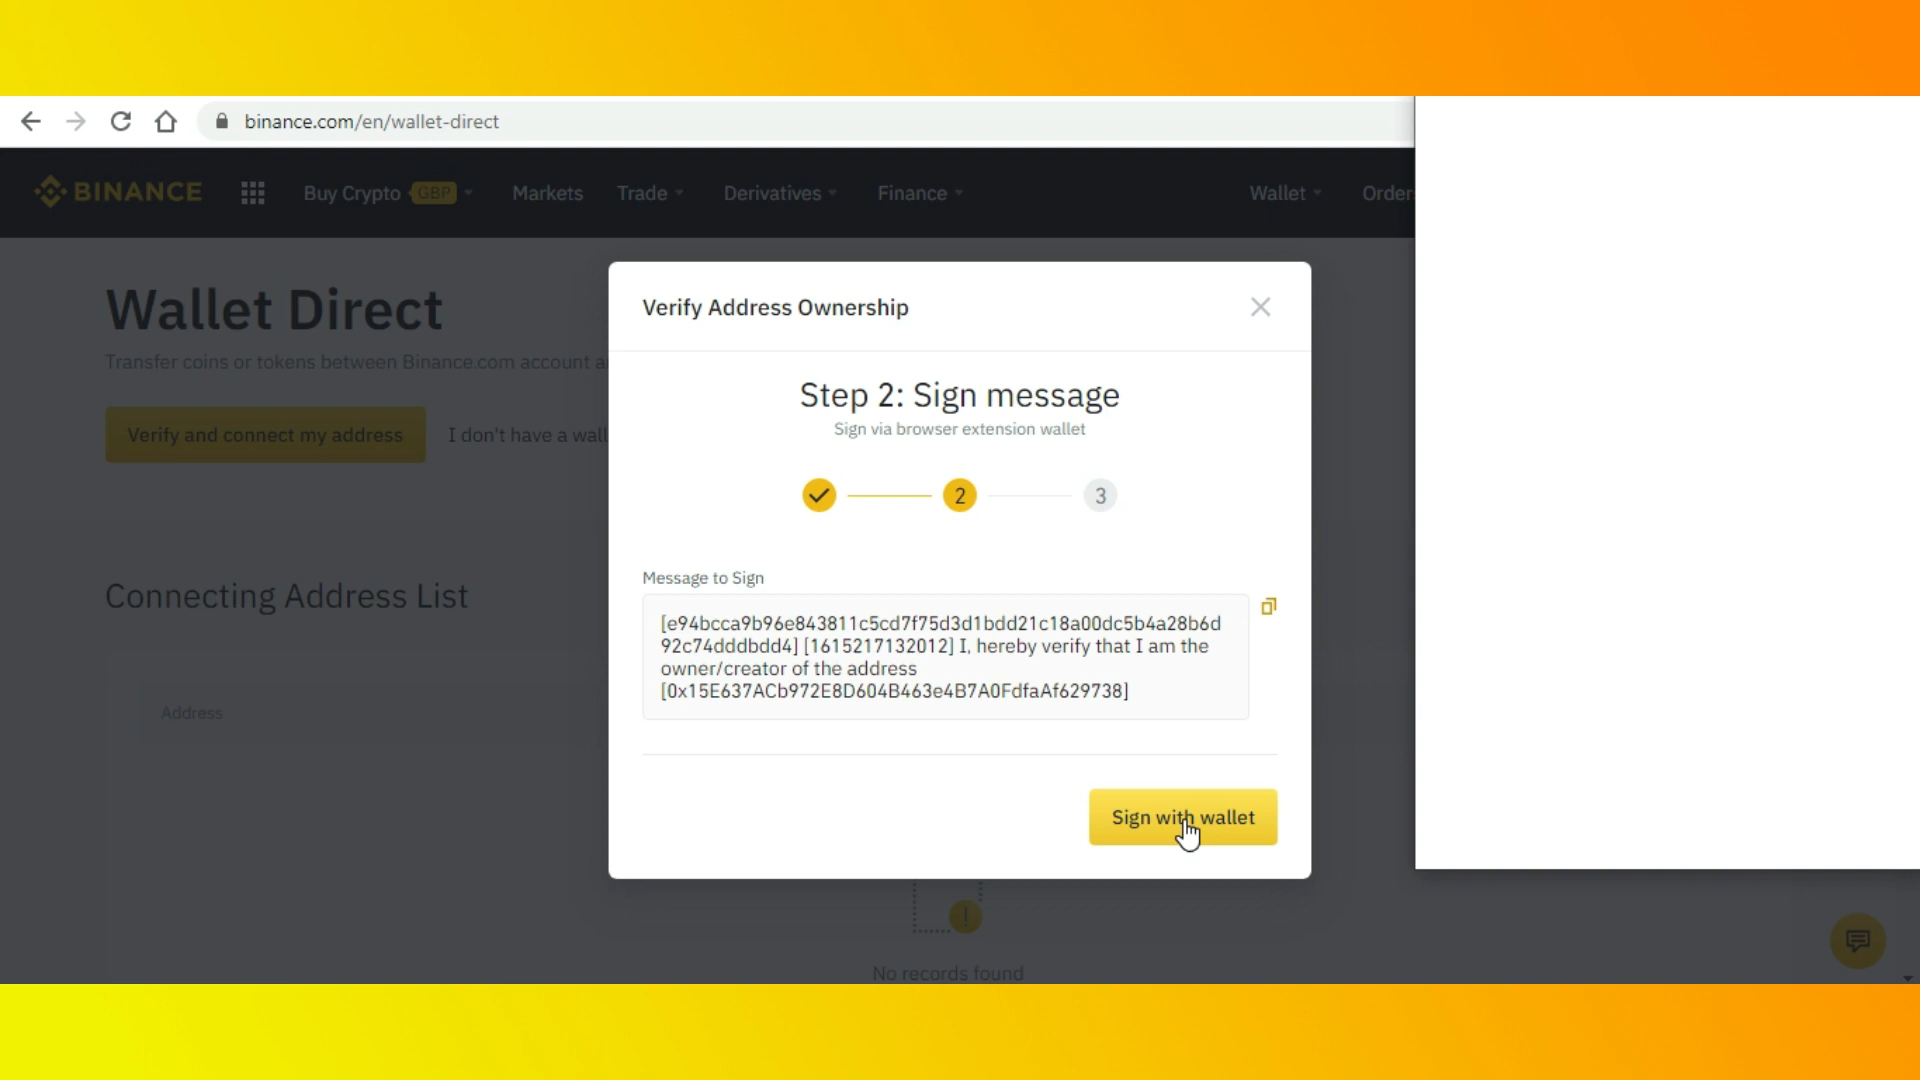 binance.com/en/wallet-direct
BINANCE
Buy Crypto GBP
Markets
Trade
Derivatives
Finance
Wallet
Verify Address Ownership
Wallet Direct
Transfer coins or tokens between Binance.com account
Step 2: Sign message
Sign via browser extension wallet
Verify and connect my address
I don't have a
2
3
Message to Sign
Connecting Address List
[e94bcca9b96e843811c5cd7f75d3d1bdd21c18a00dc5b4a28b6d
92c74dddbdd4] [1615217132012] I, hereby verify that I am the
owner/creator of the address
[0x15E637ACb972E8D604B463e4B7A0FdfaAf629738]
Address
Sign with wallet
No records found